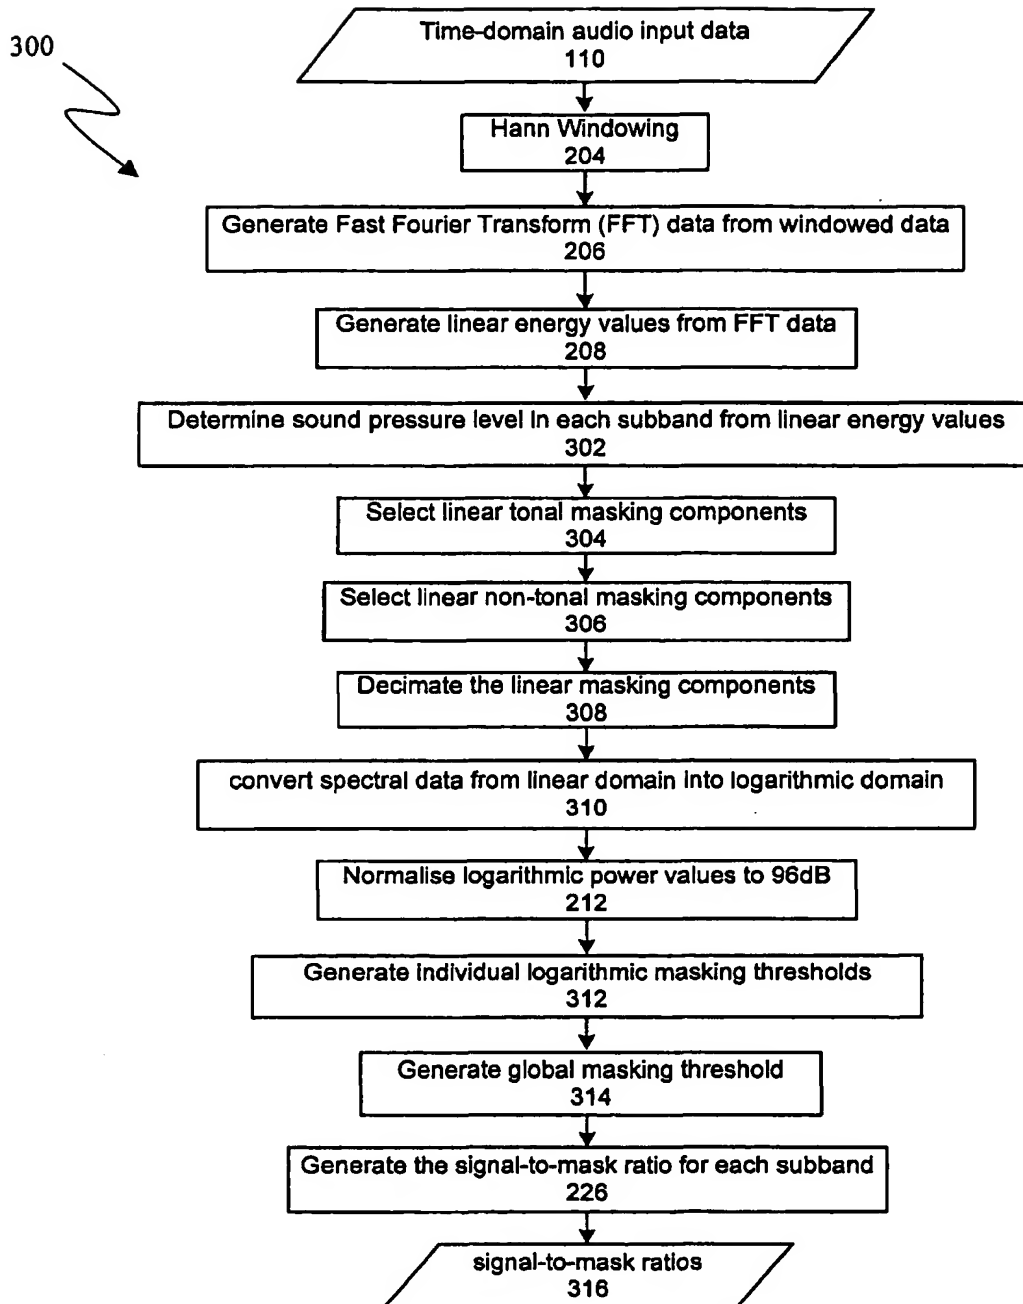 300
Time-domain audio input data
110
Hann Windowing
204
Generate Fast Fourier Transform (FFT) data from windowed data
206
Generate linear energy values from FFT data
208
Determine sound pressure level in each subband from linear energy values
302
Select linear tonal masking components
304
Select linear non-tonal masking components
306
Decimate the linear masking components
308
convert spectral data from linear domain into logarithmic domain
310
Normalise logarithmic power values to 96dB
212
Generate individual logarithmic masking thresholds
312
Generate global masking threshold
314
Generate the signal-to-mask ratio for each subband
226
signal-to-mask ratios
316